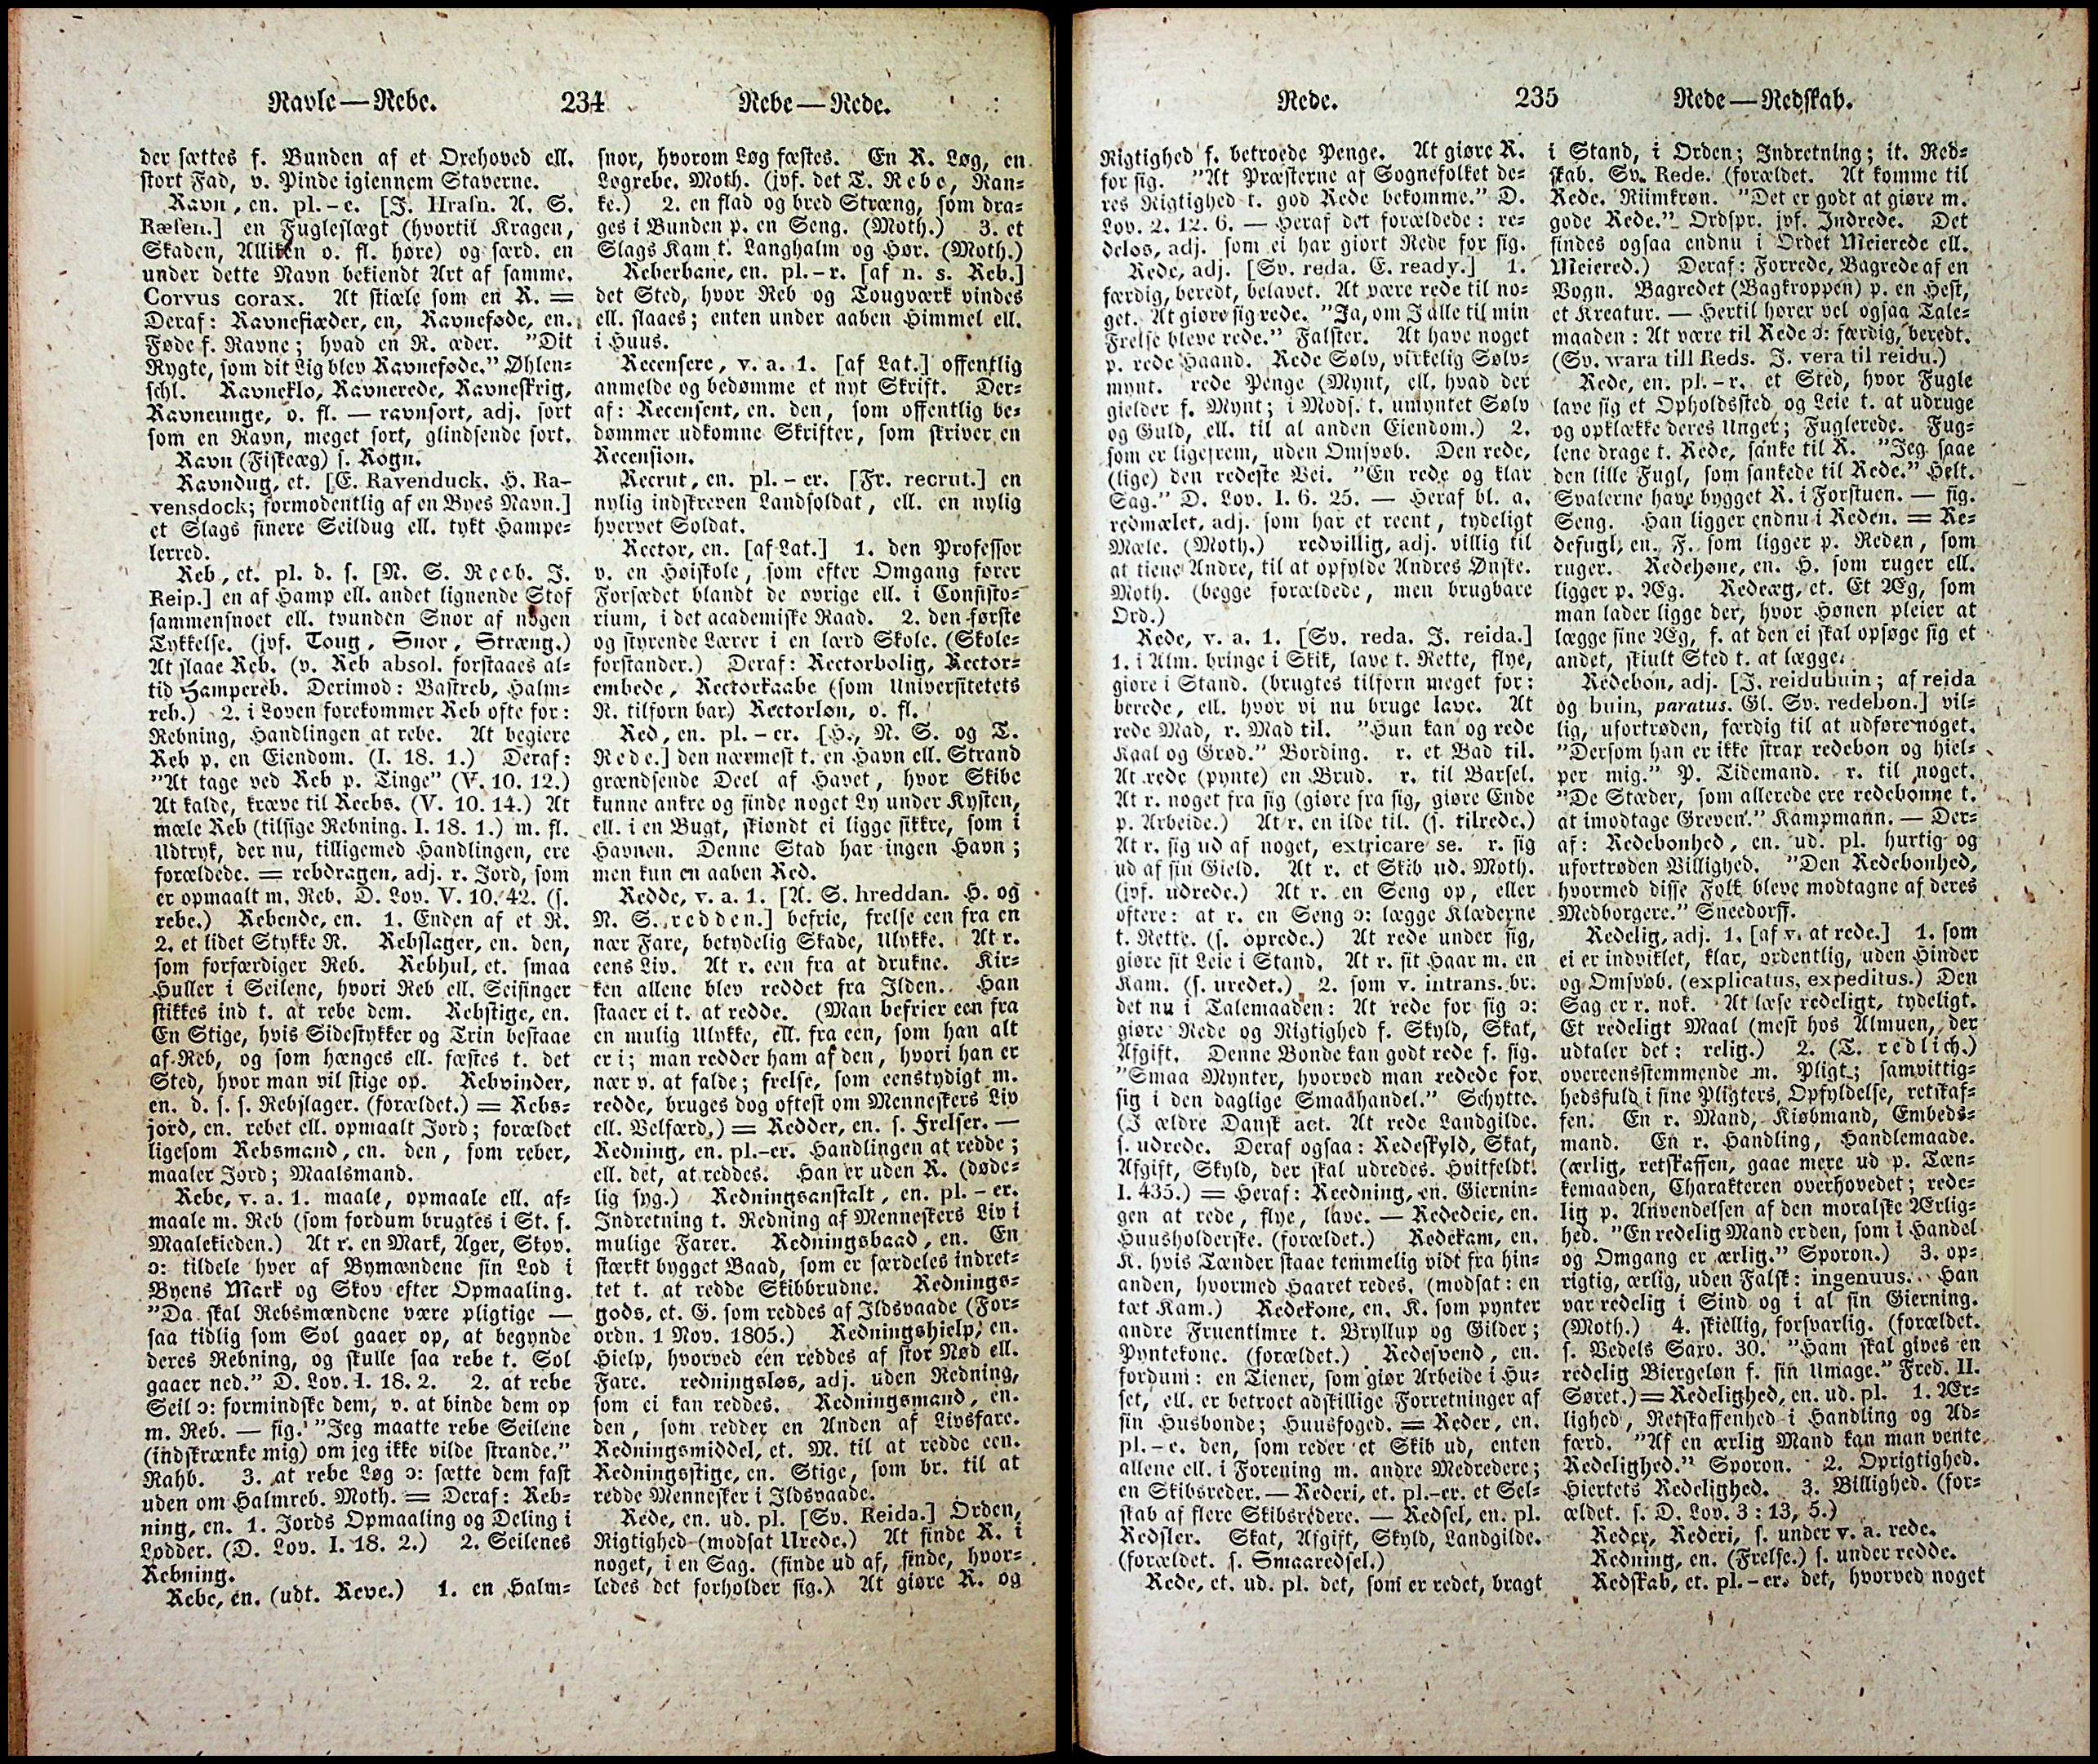 Ravle — Rebe.
234
Rebe — Rede.
der sættes f. Bunden af et Oxehoved ell.
stort Fad, v. Pinde igiennem Staverne.
Ravn, en. pl. - e. [J. Hrafn. A. S.
Ræfen.] en Fugleslægt (hvortil Kragen,
Skaden, Alliken o. fl. høre) og særd. en
under dette Navn bekiendt Art af samme.
Corvus corax. At stiæle som en R. =
Deraf: Ravnefiæder, en, Ravneføde, en.
Føde f. Ravne; hvad en R. æder. "Dit
Rygte, som dit Lig blev Ravneføde." Øhlen=
schl. Ravneklo, Ravnerede, Ravneskrig,
Ravneunge, o. fl. — ravnsort, adj. sort
som en Ravn, meget sort, glindsende sort.
Ravn (Fiskeæg) s. Rogn.
Ravndug, et. [E. Ravenduck. H. Ra-
vensdock; formodentlig af en Byes Navn.]
et Slags finere Seildug ell. tykt Hampe=
lerred.
Reb, et. pl. d. s. [N. S. Reeb. J.
Reip.] en af Hamp ell. andet lignende Stof
sammensnoet ell. tvunden Snor af nogen
Tykkelse. (jvf. Toug, Snor, Stræng.)
At slaae Reb. (v. Reb absol. forstaaes al=
tid Hampereb. Derimod: Bastreb, Halm=
reb.) 2. i Loven forekommer Reb ofte for:
Rebning, Handlingen at rebe. At begiere
Reb p. en Eiendom. (I. 18. 1.) Deraf:
"At tage ved Reb p. Tinge" (V. 10. 12.)
At kalde, kræve til Reebs. (V. 10. 14.) At
mæle Reb (tilsige Rebning. I. 18. 1.) m. fl.
Udtryk, der nu, tilligemed Handlingen, ere
forældede. = rebdragen, adj. r. Jord, som
er opmaalt m. Reb. D. Lov. V. 10. 42. (s.
rebe.) Rebende, en. 1. Enden af et R.
2. et lidet Stykke R. Rebslager, en. den,
som forfærdiger Reb. Rebhul, et. smaa
Huller i Seilene, hvori Reb ell. Seisinger
stikkes ind t. at rebe dem. Rebstige, en.
En Stige, hvis Sidestykker og Trin bestaae
af Reb, og som hænges ell. fæstes t. det
Sted, hvor man vil stige op. Rebvinder,
en. d. s. s. Rebslager. (forældet.) = Rebs=
jord, en. rebet ell. opmaalt Jord; forældet
ligesom Rebsmand, en. den, som reber,
maaler Jord; Maalsmand.
Rebe, v. a. 1. maale, opmaale ell. af=
maale m. Reb (som fordum brugtes i St. f.
Maalekieden.) At r. en Mark, Ager, Skov.
ɔ: tildele hver af Bymændene sin Lod i
Byens Mark og Skov efter Opmaaling.
"Da skal Rebsmændene være pligtige —
saa tidlig som Sol gaaer op, at begynde
deres Rebning, og skulle saa rebe t. Sol
gaaer ned." D. Lov. I. 18. 2. 2. at rebe
Seil ɔ: formindske dem, v. at binde dem op
m. Reb. — fig. "Jeg maatte rebe Seilene
(indskrænke mig) om jeg ikke vilde strande."
Rahb. 3. at rebe Løg ɔ: sætte dem fast
uden om Halmreb. Moth. = Deraf: Reb=
ning, en. 1. Jords Opmaaling og Deling i
Lodder. (D. Lov. I. 18. 2.) 2. Seilenes
Rebning.
Rebe, en. (udt. Reve.) 1. en Halm=
snor, hvorom Løg fæstes. En R. Løg, en
Løgrebe. Moth. (jvf. det T. Rebe, Ran=
ke.) 2. en flad og bred Stræng, som dra=
ges i Bunden p. en Seng. (Moth.) 3. et
Slags Kam t. Langhalm og Hør. (Moth.)
Reberbane, en. pl. - r. [af n. s. Reb.]
det Sted, hvor Reb og Tougværk vindes
ell. slaaes; enten under aaben Himmel ell.
i Huus.
Recensere, v. a. 1. [af Lat.] offentlig
anmelde og bedømme et nyt Skrift. Der=
af: Recensent, en. den, som offentlig be=
dømmer udkomne Skrifter, som skriver en
Recension.
Recrut, en. pl. - er. [Fr. recrut.] en
nylig indskreven Landsoldat, ell. en nylig
hvervet Soldat.
Rector, en. [af Lat.] 1. den Professor
v. en Høiskole, som efter Omgang fører
Forsædet blandt de øvrige ell. i Consisto=
rium, i det academiske Raad. 2. den første
og styrende Lærer i en lærd Skole. (Skole=
forstander.) Deraf: Rectorbolig, Rector=
embede, Rectorkaabe (som Universitetets
R. tilforn bar) Rectorløn, o. fl.
Red, en. pl. - er. [H., N. S. og T.
Rede.] den nærmest t. en Havn ell. Strand
grændsende Deel af Havet, hvor Skibe
kunne ankre og finde noget Ly under Kysten,
ell. i en Bugt, skiøndt ei ligge sikkre, som i
Havnen. Denne Stad har ingen Havn;
men kun en aaben Red.
Redde, v. a. 1. [A. S. hreddan. H. og
N. S. redden.] befrie, frelse een fra en
nær Fare, betydelig Skade, Ulykke. At r.
eens Liv. At r. een fra at drukne. Kir=
ken allene blev reddet fra Ilden. Han
staaer ei t. at redde. (Man befrier een fra
en mulig Ulykke, ell. fra een, som han alt
er i; man redder ham af den, hvori han er
nær v. at falde; frelse, som eenstydigt m.
redde, bruges dog oftest om Menneskers Liv
ell. Velfærd.) = Redder, en. s. Frelser. —
Redning, en. pl.-er. Handlingen at redde;
ell. det, at reddes. Han er uden R. (døde=
lig syg.) Redningsanstalt, en. pl. - er.
Indretning t. Redning af Menneskers Liv i
mulige Farer. Redningsbaad, en. En
stærkt bygget Baad, som er særdeles indret=
tet t. at redde Skibbrudne. Rednings=
gods, et. G. som reddes af Ildsvaade (For=
ordn. 1 Nov. 1805.) Redningshielp, en.
Hielp, hvorved een reddes af stor Nød ell.
Fare. redningsløs, adj. uden Redning,
som ei kan reddes. Redningsmand, en.
den, som redder en Anden af Livsfare.
Redningsmiddel, et. M. til at redde een.
Redningsstige, en. Stige, som br. til at
redde Mennesker i Ildsvaade.
Rede, en. ud. pl. [Sv. Reida.] Orden,
Rigtighed (modsat Urede.) At finde R. i
noget, i en Sag. (finde ud af, finde, hvor=
ledes det forholder sig.) At giøre R. og
Rede.
235
Rede — Redskab.
Rigtighed f. betroede Penge. At giøre R.
for sig. "At Præsterne af Sognefolket de=
res Rigtighed t. god Rede bekomme." D.
Lov. 2. 12. 6. — Heraf det forældede: re=
deløs, adj. som ei har giort Rede for sig.
Rede, adj. [Sv. reda. E. ready.] 1.
færdig, beredt, belavet. At være rede til no=
get. At giøre sig rede. "Ja, om I alle til min
Frelse bleve rede." Falster. At have noget
p. rede Haand. Rede Sølv, virkelig Sølv=
mynt. rede Penge (Mynt, ell. hvad der
gielder f. Mynt; i Mods. t. umyntet Sølv
og Guld, ell. til al anden Eiendom.) 2.
som er ligefrem, uden Omsvøb. Den rede,
(lige) den redeste Vei. "En rede og klar
Sag." D. Lov. I. 6. 25. — Heraf bl. a.
redmælet, adj. som har et reent, tydeligt
Mæle. (Moth.) redvillig, adj. villig til
at tiene Andre, til at opfylde Andres Ønske.
Moth. (begge forældede, men brugbare
Ord.)
Rede, v. a. 1. [Sv. reda. J. reida.]
1. i Alm. bringe i Skik, lave t. Rette, flye,
giøre i Stand. (brugtes tilforn meget for:
berede, ell. hvor vi nu bruge lave. At
rede Mad, r. Mad til. "Hun kan og rede
Kaal og Grød." Bording. r. et Bad til.
At rede (pynte) en Brud. r. til Barsel.
At r. noget fra sig (giøre fra sig, giøre Ende
p. Arbeide.) At r. en ilde til. (s. tilrede.)
At r. sig ud af noget, extricare se. r. sig
ud af sin Gield. At r. et Skib ud. Moth.
(jvf. udrede.) At r. en Seng op, eller
oftere: at r. en Seng ɔ: lægge Klæderne
t. Rette. (s. oprede.) At rede under sig,
giøre sit Leie i Stand. At r. sit Haar m. en
Kam. (s. uredet.) 2. som v. intrans. br.
det nu i Talemaaden: At rede for sig ɔ:
giøre Rede og Rigtighed f. Skyld, Skat,
Afgift. Denne Bonde kan godt rede f. sig.
"Smaa Mynter, hvorved man redede for
sig i den daglige Smaahandel." Schytte.
(I ældre Dansk act. At rede Landgilde.
s. udrede. Deraf ogsaa: Redeskyld, Skat,
Afgift, Skyld, der skal udredes. Hvitfeldt.
I. 435.) = Heraf: Reedning, en. Giernin=
gen at rede, flye, lave. — Rededeie, en.
Huusholderske. (forældet.) Redekam, en.
K. hvis Tænder staae temmelig vidt fra hin=
anden, hvormed Haaret redes. (modsat: en
tæt Kam.) Redekone, en. K. som pynter
andre Fruentimre t. Bryllup og Gilder;
Pyntekone. (forældet.) Redesvend, en.
fordum: en Tiener, som giør Arbeide i Hu=
set, ell. er betroet adskillige Forretninger af
sin Husbonde; Huusfoged. = Reder, en.
pl. - e. den, som reder et Skib ud, enten
allene ell. i Forening m. andre Medredere;
en Skibsreder. — Rederi, et. pl.-er. et Sel=
skab af flere Skibsredere. — Redsel, en. pl.
Redsler. Skat, Afgift, Skyld, Landgilde.
(forældet. s. Smaaredsel.)
Rede, et. ud. pl. det, som er redet, bragt
i Stand, i Orden; Indretning; it. Red=
skab. Sv. Rede. (forældet. At komme til
Rede. Riimkrøn. "Det er godt at giøre m.
gode Rede." Ordspr. jvf. Indrede. Det
findes ogsaa endnu i Ordet Meierede ell.
Meiered.) Deraf: Forrede, Bagrede af en
Vogn. Bagredet (Bagkroppen) p. en Hest,
et Kreatur. — Hertil hører vel ogsaa Tale=
maaden: At være til Rede ɔ: færdig, beredt.
(Sv. wara till Reds. J. vera til reidu.)
Rede, en. pl. - r. et Sted, hvor Fugle
lave sig et Opholdssted og Leie t. at udruge
og opklække deres Unger; Fuglerede. Fug=
lene drage t. Rede, sanke til R. "Jeg saae
den lille Fugl, som sankede til Rede." Helt.
Svalerne have bygget R. i Forstuen. — fig.
Seng. Han ligger endnu i Reden. = Re=
defugl, en. F. som ligger p. Reden, som
ruger. Redehøne, en. H. som ruger ell.
ligger p. Æg. Redeæg, et. Et Æg, som
man lader ligge der, hvor Hønen pleier at
lægge sine Æg, f. at den ei skal opsøge sig et
andet, skiult Sted t. at lægge.
Redebon, adj. [J. reidubuin; af reida
og buin, paratus. Gl. Sv. redebon.] vil=
lig, ufortrøden, færdig til at udføre noget.
"Dersom han er ikke strax redebon og hiel=
per mig." P. Tidemand. r. til noget.
"De Stæder, som allerede ere redebonne t.
at imodtage Greven." Kampmann. — Der=
af: Redebonhed, en. ud. pl. hurtig og
ufortrøden Villighed. "Den Redebonhed,
hvormed disse Folk bleve modtagne af deres
Medborgere." Sneedorff.
Redelig, adj. 1. [af v. at rede.] 1. som
ei er indviklet, klar, ordentlig, uden Hinder
og Omsvøb. (explicatus, expeditus.) Den
Sag er r. nok. At læse redeligt, tydeligt.
Et redeligt Maal (mest hos Almuen, der
udtaler det: relig.) 2. (T. redlich.)
overeensstemmende m. Pligt; samvittig=
hedsfuld i sine Pligters Opfyldelse, retskaf=
fen. En r. Mand, Kiøbmand, Embeds=
mand. En r. Handling, Handlemaade.
(ærlig, retskaffen, gaae mere ud p. Tæn=
kemaaden, Charakteren overhovedet; rede=
lig p. Anvendelsen af den moralske Ærlig=
hed. "En redelig Mand er den, som i Handel
og Omgang er ærlig." Sporon.) 3. op=
rigtig, ærlig, uden Falsk: ingenuus. Han
var redelig i Sind og i al sin Gierning.
(Moth.) 4. skiellig, forsvarlig. (forældet.
s. Vedels Saxo. 30. "Ham skal gives en
redelig Biergeløn f. sin Umage." Fred. II.
Søret.) = Redelighed, en. ud. pl. 1. Ær=
lighed, Retskaffenhed i Handling og Ad=
færd. "Af en ærlig Mand kan man vente
Redelighed." Sporon. 2. Oprigtighed.
Hiertets Redelighed. 3. Billighed. (for=
ældet. s. D. Lov. 3 : 13, 5.)
Reder, Rederi, s. under v. a. rede.
Redning, en. (Frelse.) s. under redde.
Redskab, et. pl. - er. det, hvorved noget